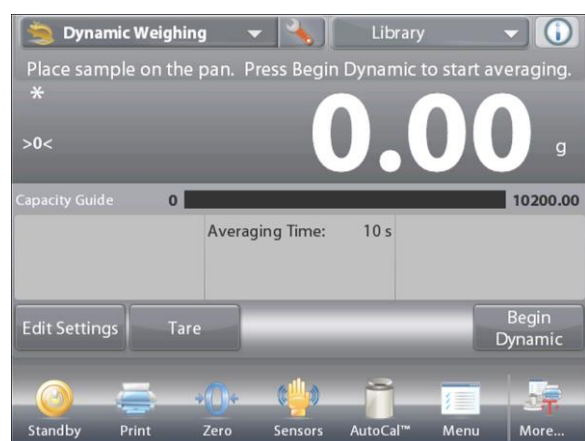 Dynamic Weighing Library
Place sample on the pan. Press Begin Dynamic to start averaging.
*
>0< 0.00 g
Capacity Guide 0 10200.00
Averaging Time: 10 s
Edit Settings Tare Begin
Dynamic
Standby Print Zero Sensors AutoCal™ Menu More...